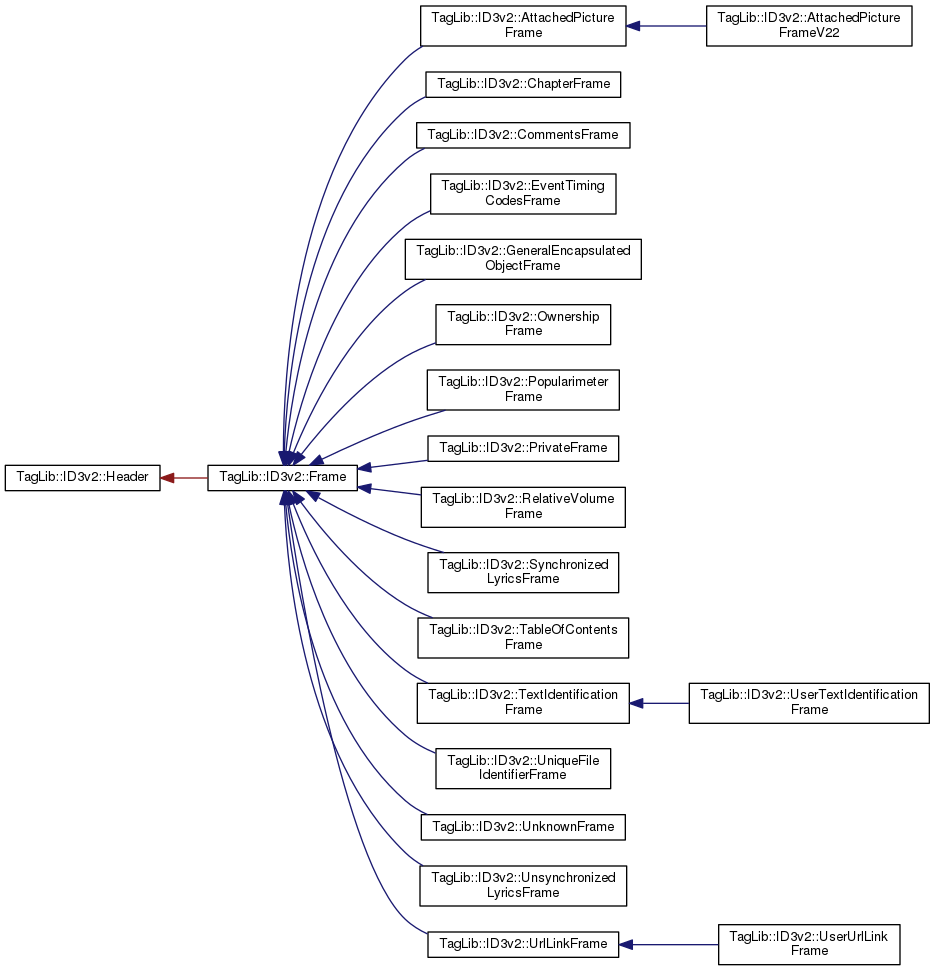 TagLib::ID3v2::AttachedPicture
Frame
TagLib::ID3v2::AttachedPicture
FrameV22
TagLib::ID3v2::ChapterFrame
TagLib::ID3v2::CommentsFrame
TagLib::ID3v2::EventTiming
CodesFrame
TagLib::ID3v2::GeneralEncapsulated
ObjectFrame
TagLib::ID3v2::Ownership
Frame
TagLib::ID3v2::Popularimeter
Frame
TagLib::ID3v2::PrivateFrame
TagLib::ID3v2::Header
TagLib::ID3v2::Frame
TagLib::ID3v2::RelativeVolume
Frame
TagLib::ID3v2::Synchronized
LyricsFrame
TagLib::ID3v2::TableOfContents
Frame
TagLib::ID3v2::TextIdentification
Frame
TagLib::ID3v2::UserTextIdentification
Frame
TagLib::ID3v2::UniqueFile
IdentifierFrame
TagLib::ID3v2::UnknownFrame
TagLib::ID3v2::Unsynchronized
LyricsFrame
TagLib::ID3v2::UrlLinkFrame
TagLib::ID3v2::UserUrlLink
Frame